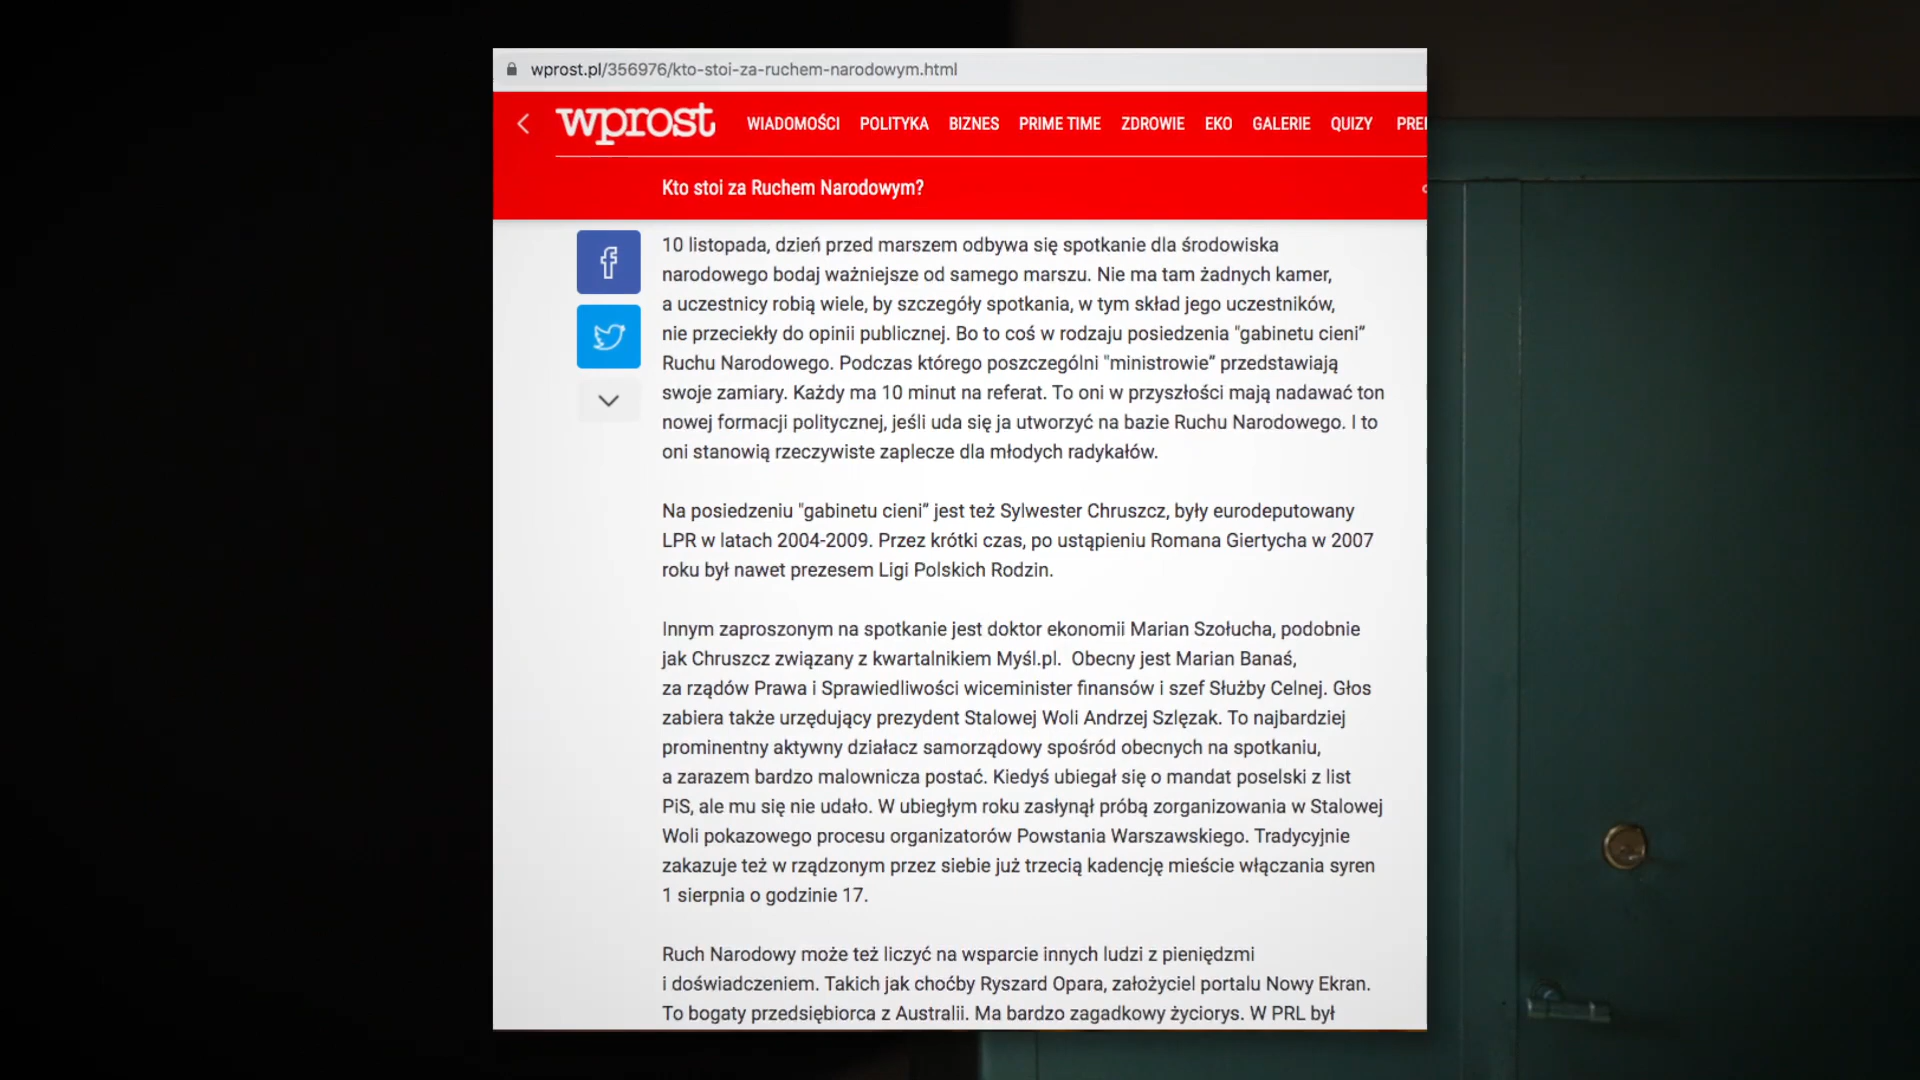 wprost.pl/356976/kto-stoi-za-ruchem-narodowym.html
wprost WIADOMOŚCI POLITYKA BIZNES PRIME TIME ZDROWIE EKO GALERIE QUIZY
Kto stoi za Ruchem Narodowym?
10 listopada, dzień przed marszem odbywa się spotkanie dla środowiska
narodowego bodaj ważniejsze od samego marszu. Nie ma tam żadnych kamer,
a uczestnicy robią wiele, by szczegóły spotkania, w tym skład jego uczestników,
nie przeciekły do opinii publicznej. Bo to coś w rodzaju posiedzenia "gabinetu cieni”
Ruchu Narodowego. Podczas którego poszczególni "ministrowie” przedstawiają
swoje zamiary. Każdy ma 10 minut na referat. To oni w przyszłości mają nadawać ton
nowej formacji politycznej, jeśli uda się ja utworzyć na bazie Ruchu Narodowego. I to
oni stanowią rzeczywiste zaplecze dla młodych radykałów.
Na posiedzeniu "gabinetu cieni” jest też Sylwester Chruszcz, były eurodeputowany
LPR w latach 2004-2009. Przez krótki czas, po ustąpieniu Romana Giertycha w 2007
roku był nawet prezesem Ligi Polskich Rodzin.
Innym zaproszonym na spotkanie jest doktor ekonomii Marian Szołucha, podobnie
jak Chruszcz związany z kwartalnikiem Myśl.pl. Obecny jest Marian Banaś,
za rządów Prawa i Sprawiedliwości wiceminister finansów i szef Służby Celnej. Głos
zabiera także urzędujący prezydent Stalowej Woli Andrzej Szlęzak. To najbardziej
prominentny aktywny działacz samorządowy spośród obecnych na spotkaniu,
a zarazem bardzo malownicza postać. Kiedyś ubiegał się o mandat poselski z list
PiS, ale mu się nie udało. W ubiegłym roku zasłynął próbą zorganizowania w Stalowej
Woli pokazowego procesu organizatorów Powstania Warszawskiego. Tradycyjnie
zakazuje też w rządzonym przez siebie już trzecią kadencję mieście włączania syren
1 sierpnia o godzinie 17.
Ruch Narodowy może też liczyć na wsparcie innych ludzi z pieniędzmi
i doświadczeniem. Takich jak choćby Ryszard Opara, założyciel portalu Nowy Ekran.
To bogaty przedsiębiorca z Australii. Ma bardzo zagadkowy życiorys. W PRL był